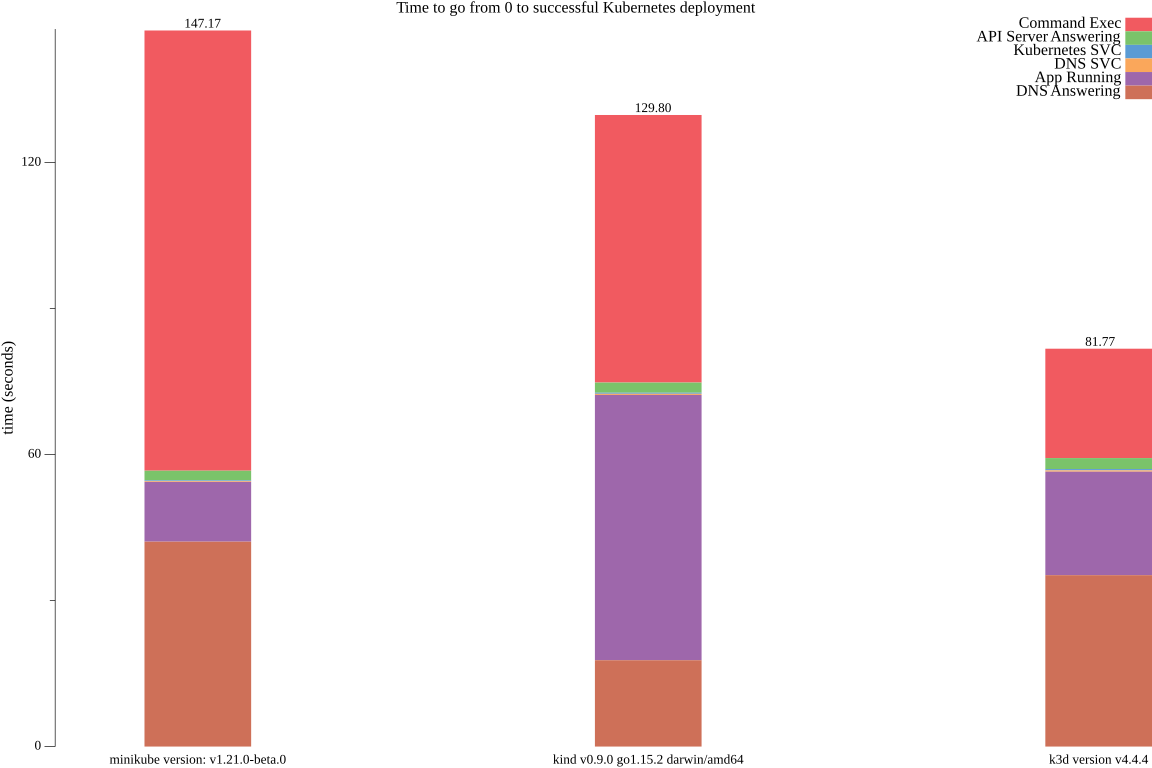 Time to go from 0 to successful Kubernetes deployment
Command Exec
API Server Answering
Kubernetes SVC
DNS SVC
App Running
DNS Answering
147.17
129.80
81.77
120
60
0
time (seconds)
minikube version: v1.21.0-beta.0
kind v0.9.0 go1.15.2 darwin/amd64
k3d version v4.4.4